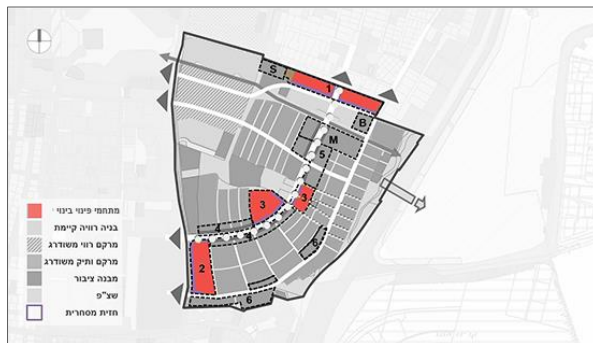 S
1
B
M
5
3
3
4
4
6
2
6
מתחמי פינוי בינוי
בניה רוויה קיימת
מרקם רווי משודרג
מרקם ותיק משודרג
מבנה ציבור
שצ"פ
חזית מסחרית